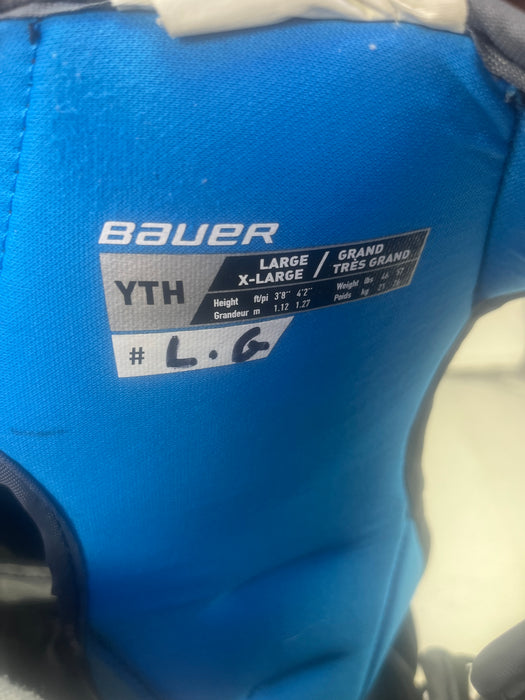 BAUER
YTH
LARGE / GRAND
X-LARGE TRÈS GRAND
Height ft/pi 3'8'' 4'2'' Weight lbs 46 57
Grandeur m 1.12 1.27 Poids kg 21
# L.G